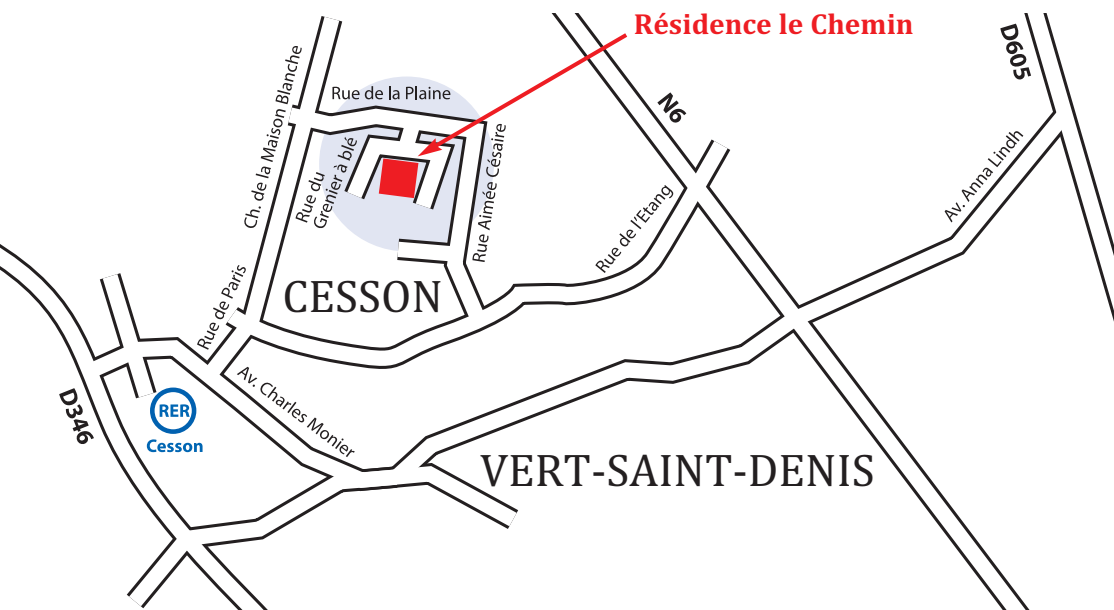 Résidence le Chemin
D605
Ch. de la Maison Blanche
Rue de la Plaine
N6
Rue du
Grenier à blé
Rue Aimée Césaire
Av. Anna Lindh
Rue de l'Etang
Rue de Paris
CESSON
D346
RER
Cesson
Av. Charles Monier
VERT-SAINT-DENIS